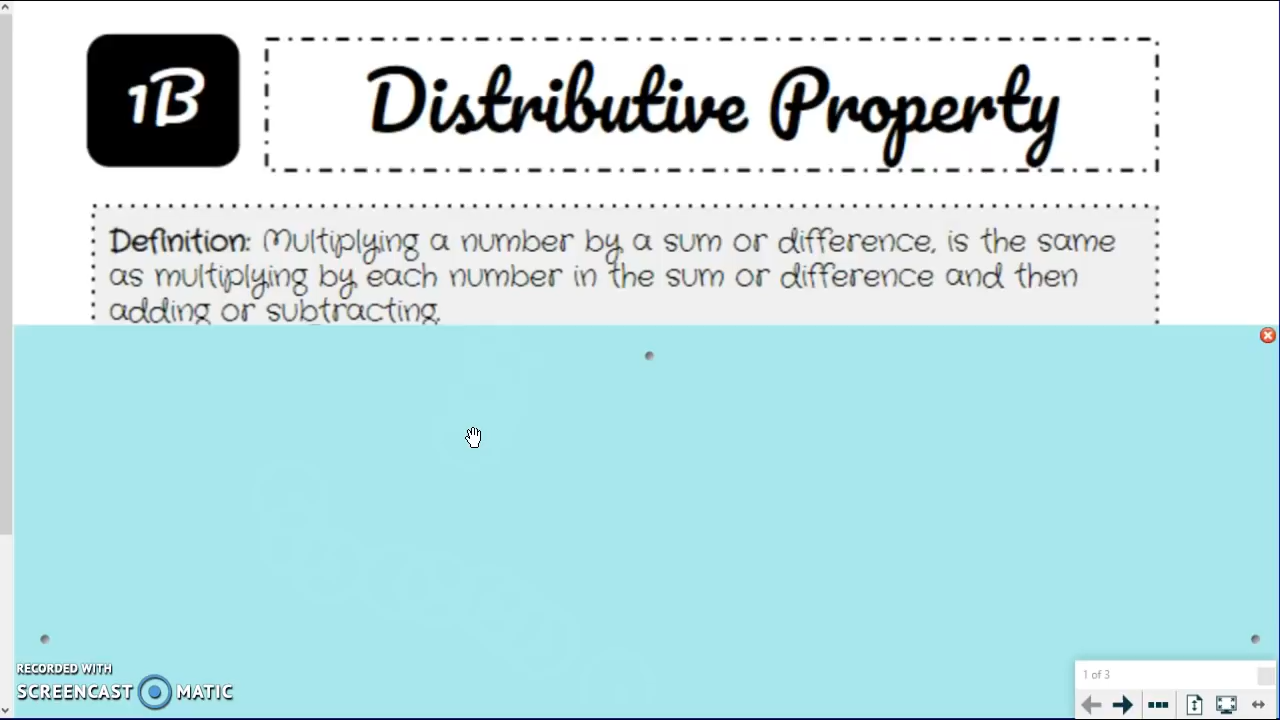 1B
Distributive Property
Definition: Multiplying a number by a sum or difference, is the same
as multiplying by each number in the sum or difference and then
adding or subtracting.
RECORDED WITH
SCREENCAST MATIC
1 of 3